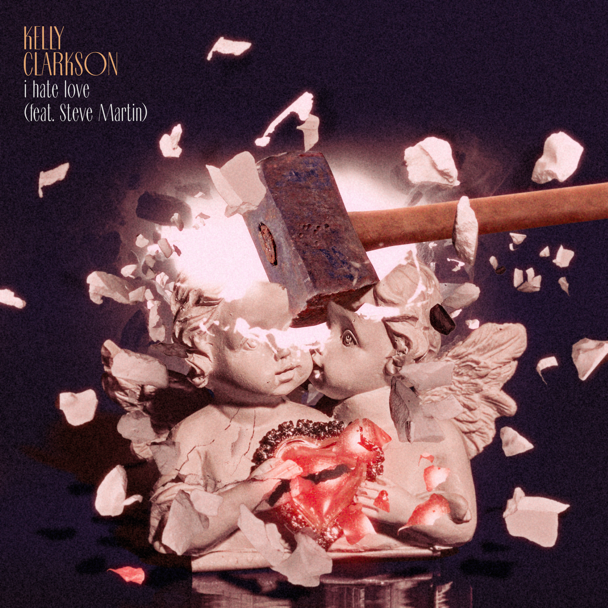 KELLY
CLARKSON
i hate love
(feat. Steve Martin)